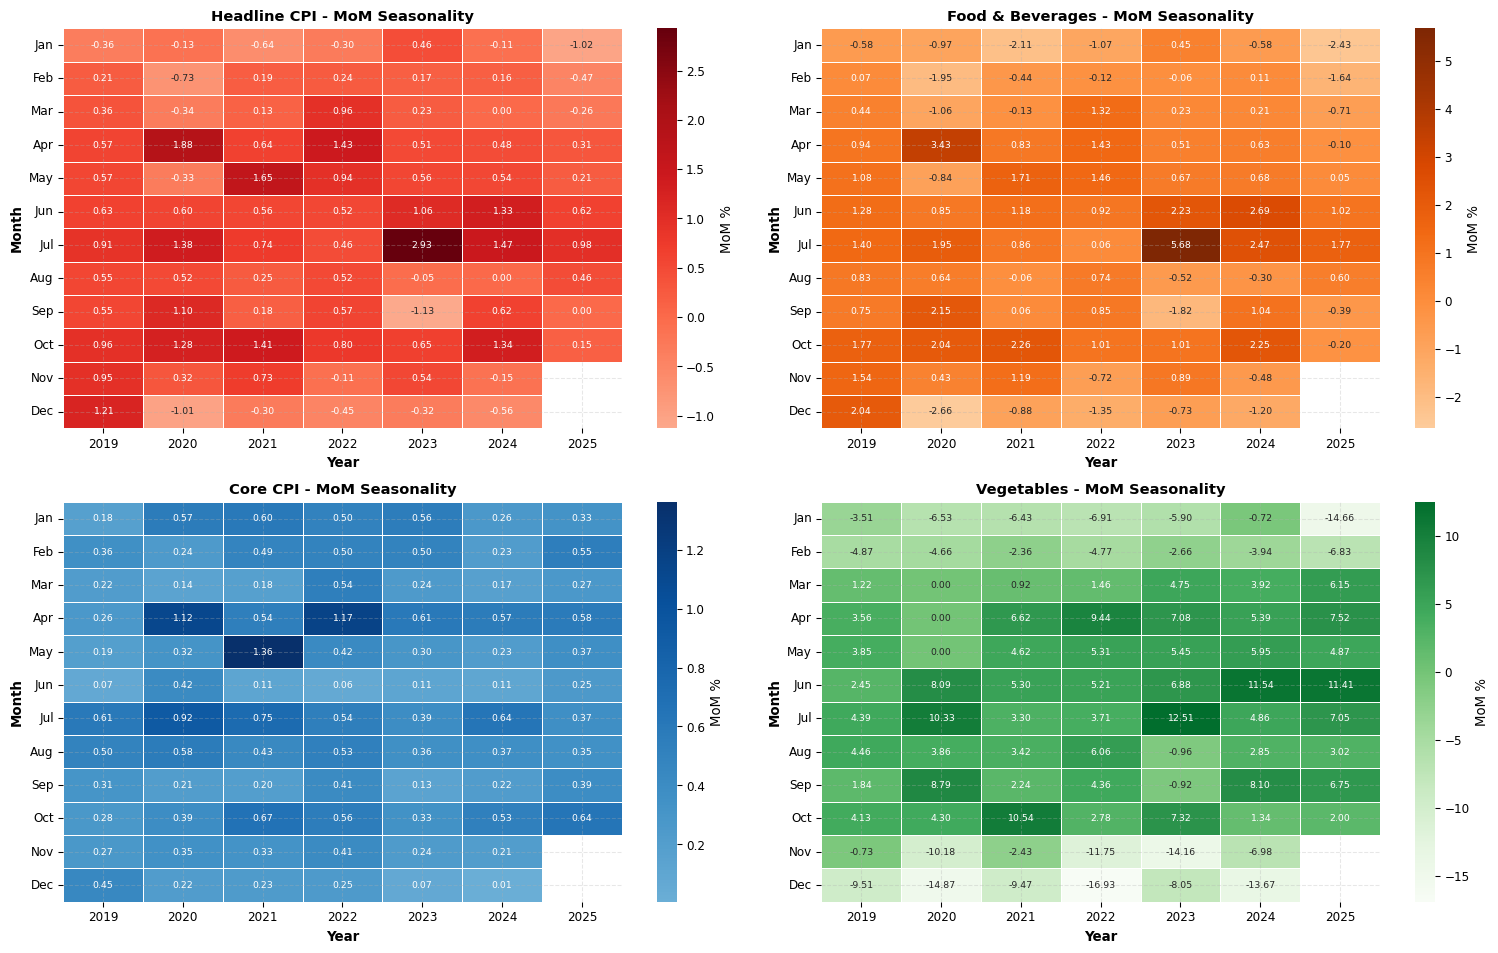 Headline CPI - MoM Seasonality
Month
Jan -0.36 -0.13 -0.64 -0.30 0.46 -0.11 -1.02
Feb 0.21 -0.73 0.19 0.24 0.17 0.16 -0.47
Mar 0.36 -0.34 0.13 0.96 0.23 0.00 -0.26
Apr 0.57 1.88 0.64 1.43 0.51 0.48 0.31
May 0.57 -0.33 1.65 0.94 0.56 0.54 0.21
Jun 0.63 0.60 0.56 0.52 1.06 1.33 0.62
Jul 0.91 1.38 0.74 0.46 2.93 1.47 0.98
Aug 0.55 0.52 0.25 0.52 -0.05 0.00 0.46
Sep 0.55 1.10 0.18 0.57 -1.13 0.62 0.00
Oct 0.96 1.28 1.41 0.80 0.65 1.34 0.15
Nov 0.95 0.32 0.73 -0.11 0.54 -0.15
Dec 1.21 -1.01 -0.30 -0.45 -0.32 -0.56
2019 2020 2021 2022 2023 2024 2025
Year
2.5
2.0
1.5
1.0
0.5
0.0
−0.5
−1.0
MoM %
Food & Beverages - MoM Seasonality
Month
Jan -0.58 -0.97 -2.11 -1.07 0.45 -0.58 -2.43
Feb 0.07 -1.95 -0.44 -0.12 -0.06 0.11 -1.64
Mar 0.44 -1.06 -0.13 1.32 0.23 0.21 -0.71
Apr 0.94 3.43 0.83 1.43 0.51 0.63 -0.10
May 1.08 -0.84 1.71 1.46 0.67 0.68 0.05
Jun 1.28 0.85 1.18 0.92 2.23 2.69 1.02
Jul 1.40 1.95 0.86 0.06 5.68 2.47 1.77
Aug 0.83 0.64 -0.06 0.74 -0.52 -0.30 0.60
Sep 0.75 2.15 0.06 0.85 -1.82 1.04 -0.39
Oct 1.77 2.04 2.26 1.01 1.01 2.25 -0.20
Nov 1.54 0.43 1.19 -0.72 0.89 -0.48
Dec 2.04 -2.66 -0.88 -1.35 -0.73 -1.20
2019 2020 2021 2022 2023 2024 2025
Year
5
4
3
2
1
0
−1
−2
MoM %
Core CPI - MoM Seasonality
Month
Jan 0.18 0.57 0.60 0.50 0.56 0.26 0.33
Feb 0.36 0.24 0.49 0.50 0.50 0.23 0.55
Mar 0.22 0.14 0.18 0.54 0.24 0.17 0.27
Apr 0.26 1.12 0.54 1.17 0.61 0.57 0.58
May 0.19 0.32 1.36 0.42 0.30 0.23 0.37
Jun 0.07 0.42 0.11 0.06 0.11 0.11 0.25
Jul 0.61 0.92 0.75 0.54 0.39 0.64 0.37
Aug 0.50 0.58 0.43 0.53 0.36 0.37 0.35
Sep 0.31 0.21 0.20 0.41 0.13 0.22 0.39
Oct 0.28 0.39 0.67 0.56 0.33 0.53 0.64
Nov 0.27 0.35 0.33 0.41 0.24 0.21
Dec 0.45 0.22 0.23 0.25 0.07 0.01
2019 2020 2021 2022 2023 2024 2025
Year
1.2
1.0
0.8
0.6
0.4
0.2
MoM %
Vegetables - MoM Seasonality
Month
Jan -3.51 -6.53 -6.43 -6.91 -5.90 -0.72 -14.66
Feb -4.87 -4.66 -2.36 -4.77 -2.66 -3.94 -6.83
Mar 1.22 0.00 0.92 1.46 4.75 3.92 6.15
Apr 3.56 0.00 6.62 9.44 7.08 5.39 7.52
May 3.85 0.00 4.62 5.31 5.45 5.95 4.87
Jun 2.45 8.09 5.30 5.21 6.88 11.54 11.41
Jul 4.39 10.33 3.30 3.71 12.51 4.86 7.05
Aug 4.46 3.86 3.42 6.06 -0.96 2.85 3.02
Sep 1.84 8.79 2.24 4.36 -0.92 8.10 6.75
Oct 4.13 4.30 10.54 2.78 7.32 1.34 2.00
Nov -0.73 -10.18 -2.43 -11.75 -14.16 -6.98
Dec -9.51 -14.87 -9.47 -16.93 -8.05 -13.67
2019 2020 2021 2022 2023 2024 2025
Year
10
5
0
−5
−10
−15
MoM %